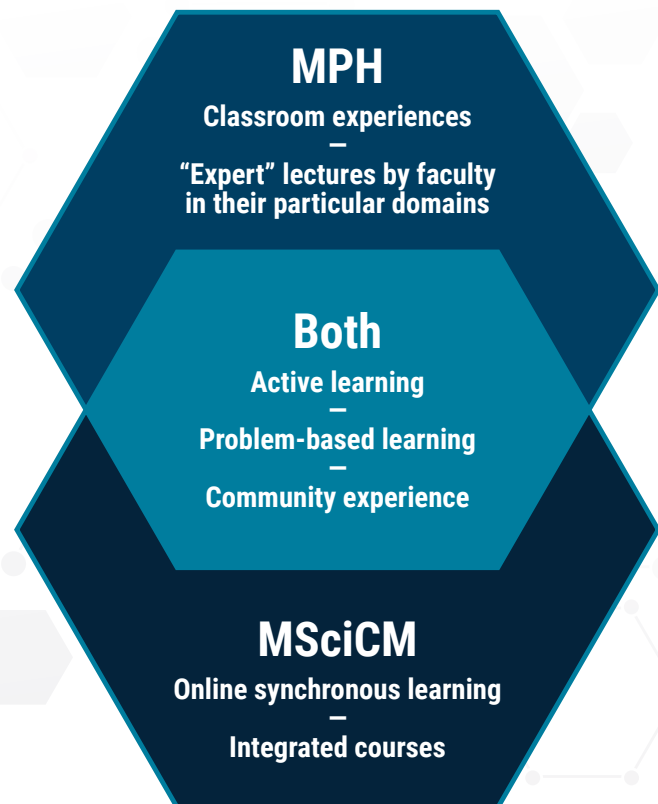 MPH
Classroom experiences
–
“Expert” lectures by faculty
in their particular domains
Both
Active learning
–
Problem-based learning
–
Community experience
MSciCM
Online synchronous learning
–
Integrated courses